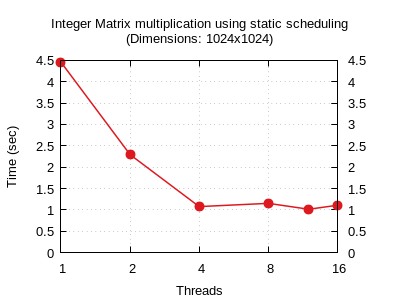 Integer Matrix multiplication using static scheduling
(Dimensions: 1024x1024)
4.5 4.5
4 4
3.5 3.5
3 3
2.5 2.5
2 2
1.5 1.5
1 1
0.5 0.5
0 0
Time (sec)
1 2 4 8 16
Threads